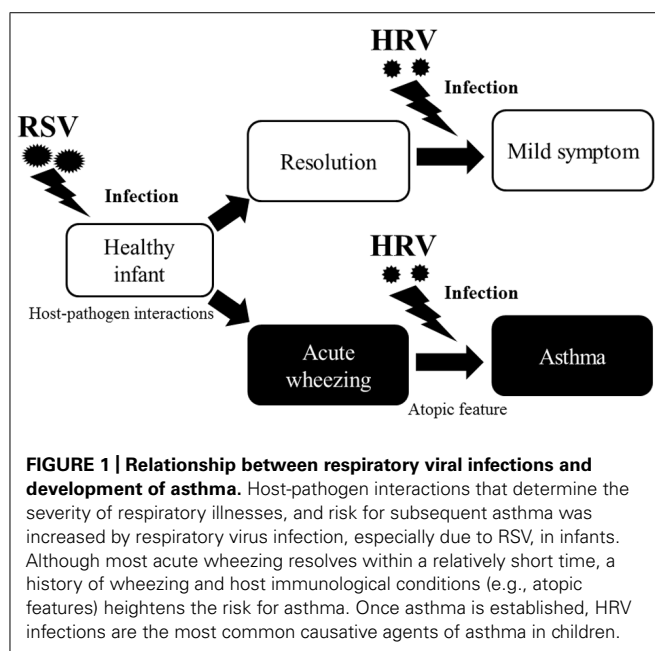 HRV
Infection
RSV
Resolution
Mild symptom
Infection
Healthy
infant
HRV
Infection
Host-pathogen interactions
Acute
wheezing
Asthma
Atopic feature
FIGURE 1 | Relationship between respiratory viral infections and
development of asthma. Host-pathogen interactions that determine the
severity of respiratory illnesses, and risk for subsequent asthma was
increased by respiratory virus infection, especially due to RSV, in infants.
Although most acute wheezing resolves within a relatively short time, a
history of wheezing and host immunological conditions (e.g., atopic
features) heightens the risk for asthma. Once asthma is established, HRV
infections are the most common causative agents of asthma in children.